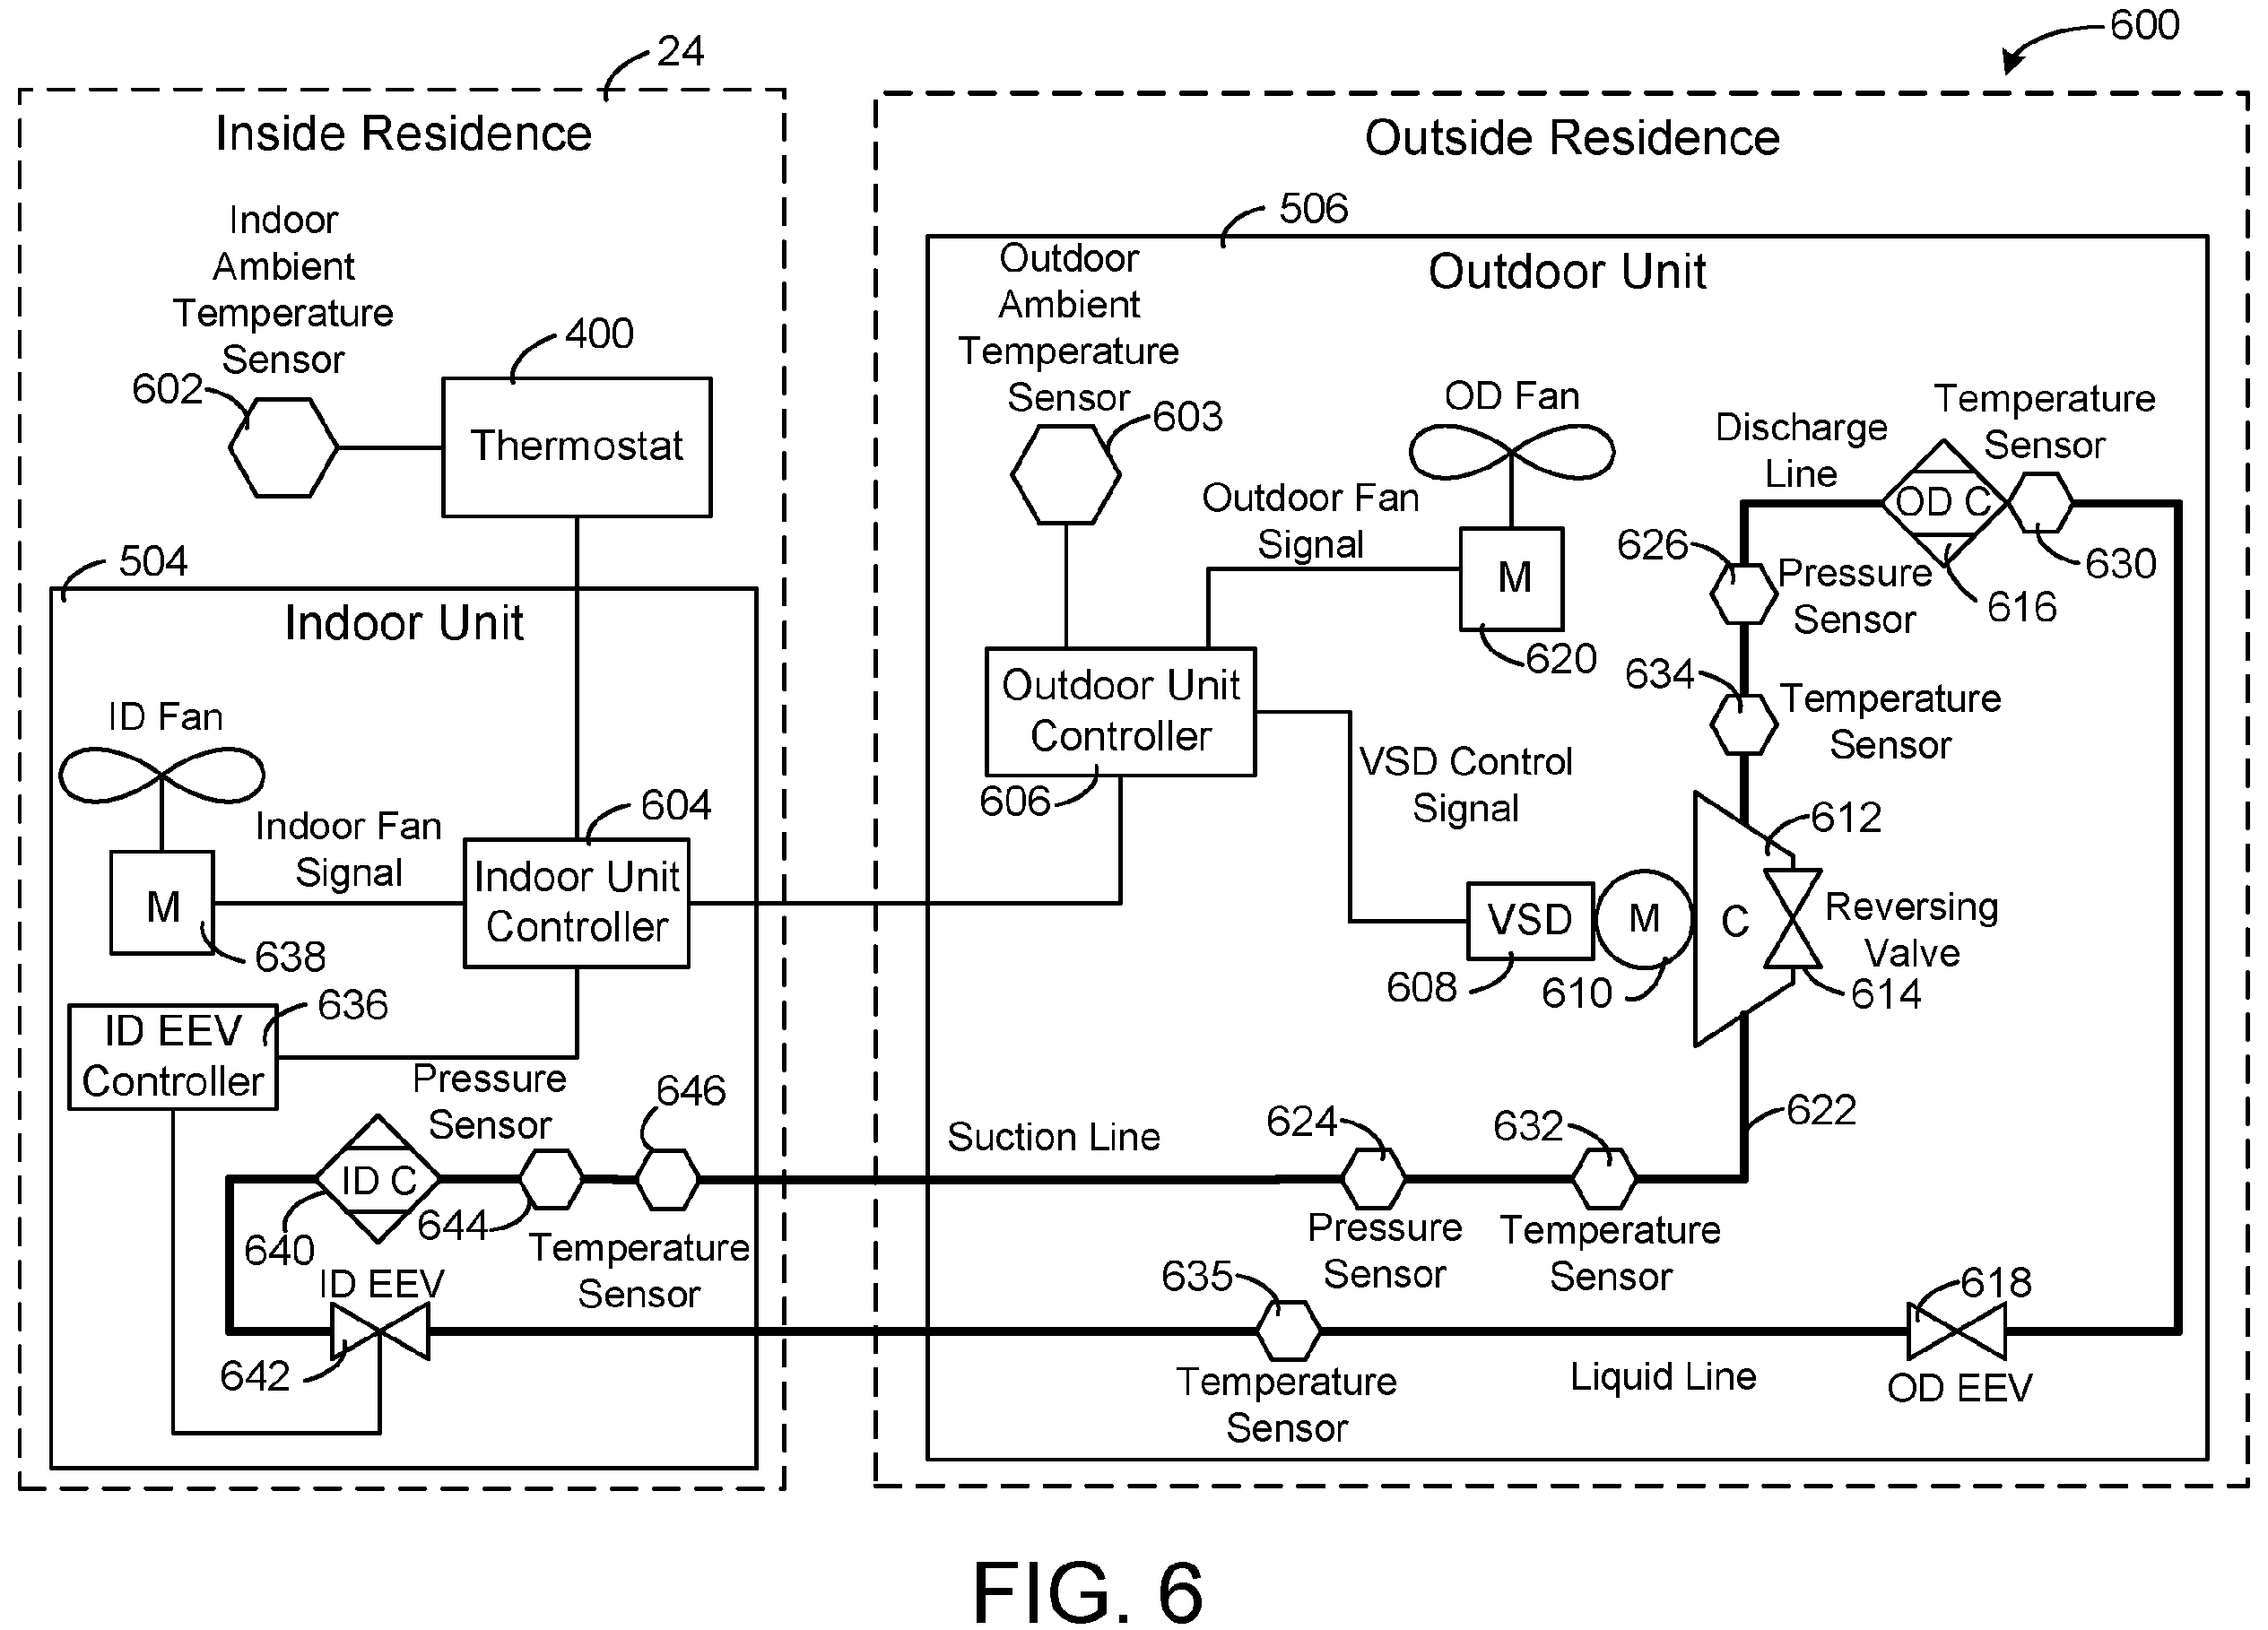 600
24
Inside Residence
Outside Residence
Indoor
Ambient
Temperature
Sensor
602
400
Thermostat
504
Indoor Unit
ID Fan
Indoor Fan
Signal
M
638
604
Indoor Unit
Controller
636
ID EEV
Controller
Pressure
Sensor
646
ID C
640
644
Temperature
Sensor
ID EEV
642
506
Outdoor Unit
Outdoor
Ambient
Temperature
Sensor
603
OD Fan
Outdoor Fan
Signal
M
620
Outdoor Unit
Controller
606
VSD Control
Signal
Discharge
Line
Temperature
Sensor
OD C
630
616
626
Pressure
Sensor
634
Temperature
Sensor
612
VSD
608
M
610
C
Reversing
Valve
614
622
Suction Line
624
Pressure
Sensor
632
Temperature
Sensor
635
Temperature
Sensor
Liquid Line
618
OD EEV
FIG. 6